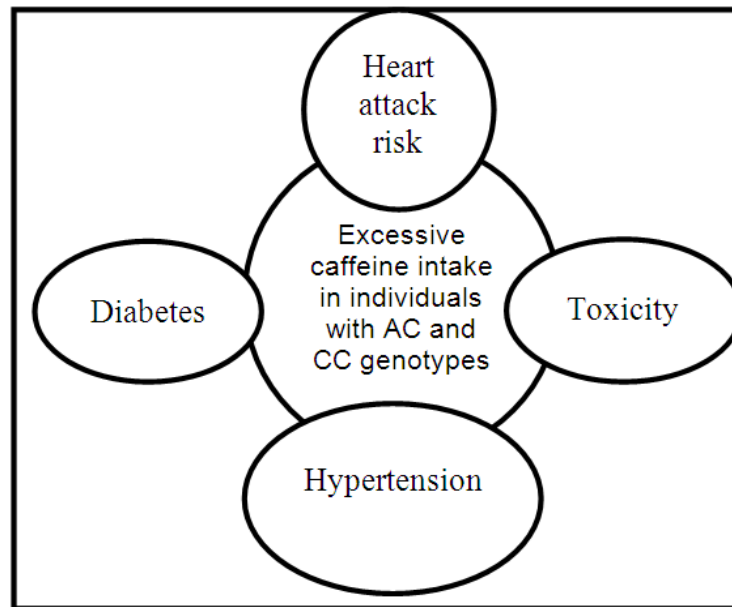 Heart
attack
risk
Excessive
caffeine intake
in individuals
with AC and
CC genotypes
Diabetes
Toxicity
Hypertension